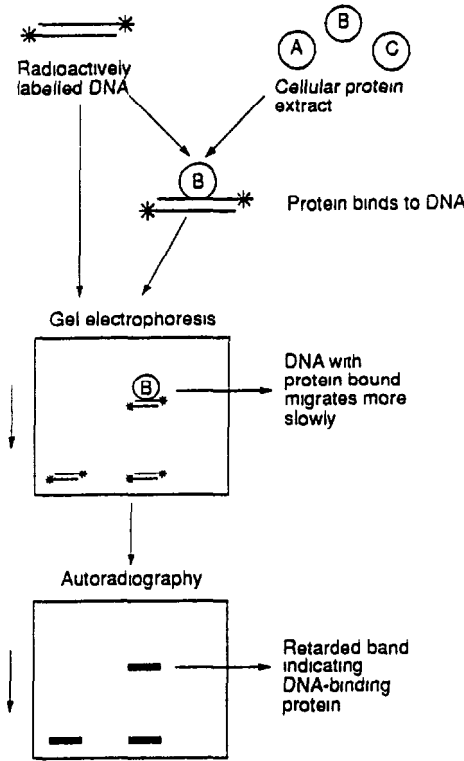 A
B
C
Radioactively
labelled DNA
Cellular protein
extract
B
Protein binds to DNA
Gel electrophoresis
B
DNA with
protein bound
migrates more
slowly
Autoradiography
Retarded band
indicating
DNA-binding
protein